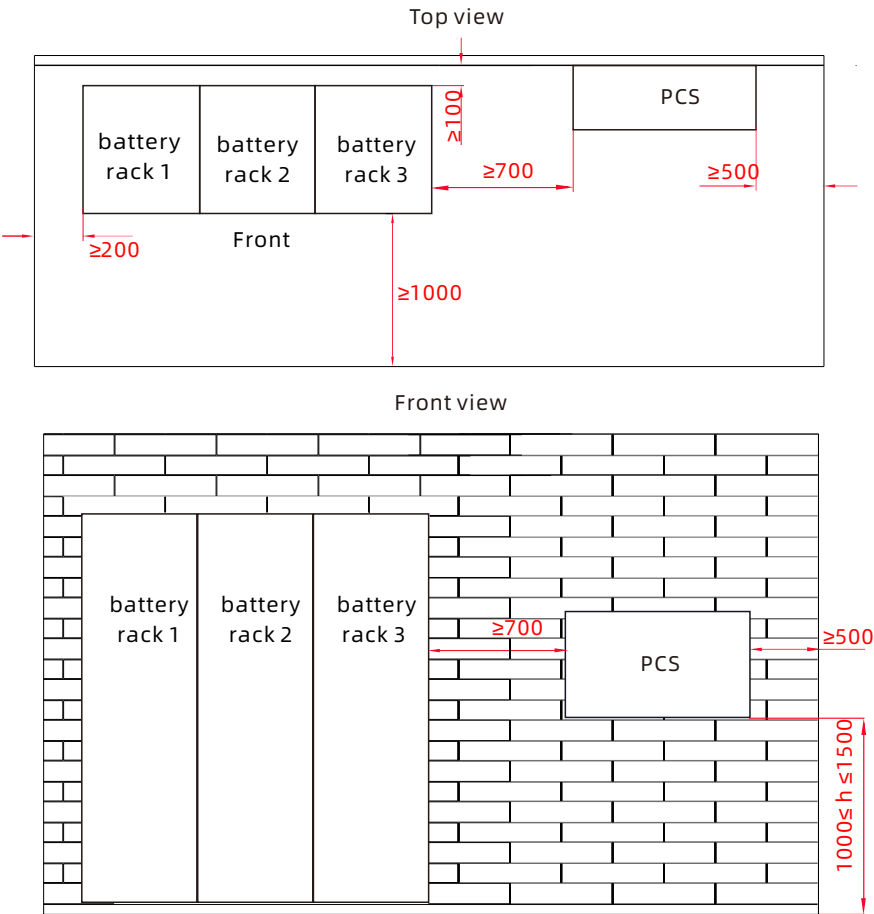 Top view
PCS
≥100
battery
rack 1
battery
rack 2
battery
rack 3
≥700
≥500
Front
≥200
≥1000
Front view
battery
rack 1
battery
rack 2
battery
rack 3
≥700
≥500
PCS
1000≤ h ≤1500